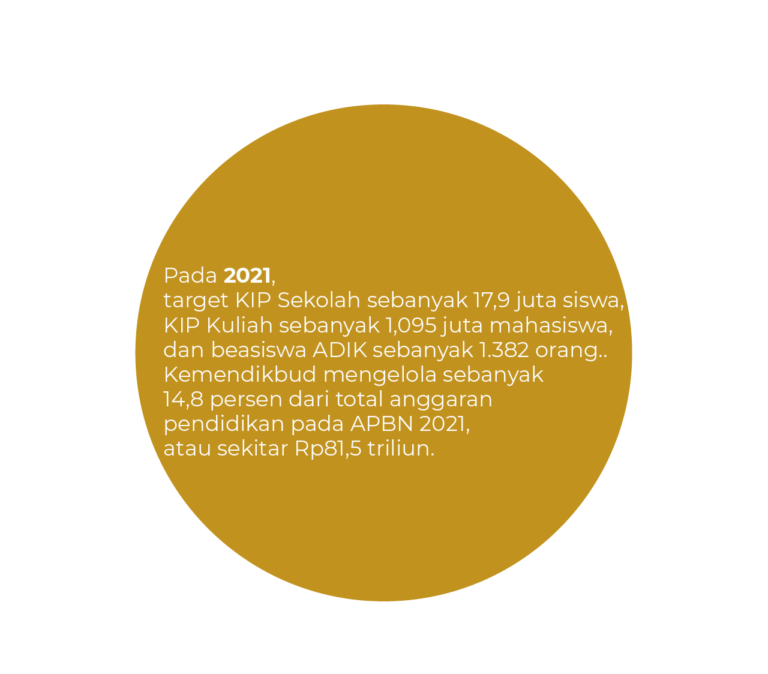 Pada 2021,
target KIP Sekolah sebanyak 17,9 juta siswa,
KIP Kuliah sebanyak 1,095 juta mahasiswa,
dan beasiswa ADIK sebanyak 1.382 orang..
Kemendikbud mengelola sebanyak
14,8 persen dari total anggaran
pendidikan pada APBN 2021,
atau sekitar Rp81,5 triliun.